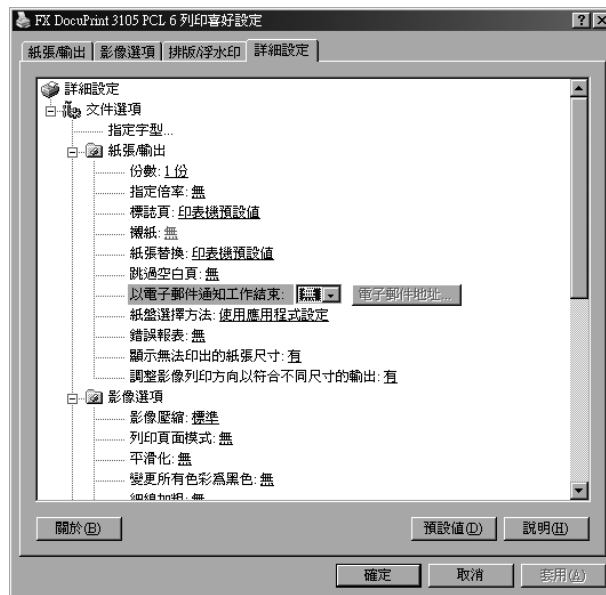 FX DocuPrint 3105 PCL 6 列印喜好設定
紙張/輸出 影像選項 排版/浮水印 詳細設定
詳細設定
文件選項
指定字型...
紙張/輸出
份數: 1 份
指定倍率: 無
標誌頁: 印表機預設值
襯紙: 無
紙張替換: 印表機預設值
跳過空白頁: 無
以電子郵件通知工作結束: 無 電子郵件地址...
紙盤選擇方法: 使用應用程式設定
錯誤報表: 無
顯示無法印出的紙張尺寸: 有
調整影像列印方向以符合不同尺寸的輸出: 有
影像選項
影像壓縮: 標準
列印頁面模式: 無
平滑化: 無
變更所有色彩為黑色: 無
細線加粗: 無
關於(B) 預設值(D) 說明(H)
確定 取消 套用(A)